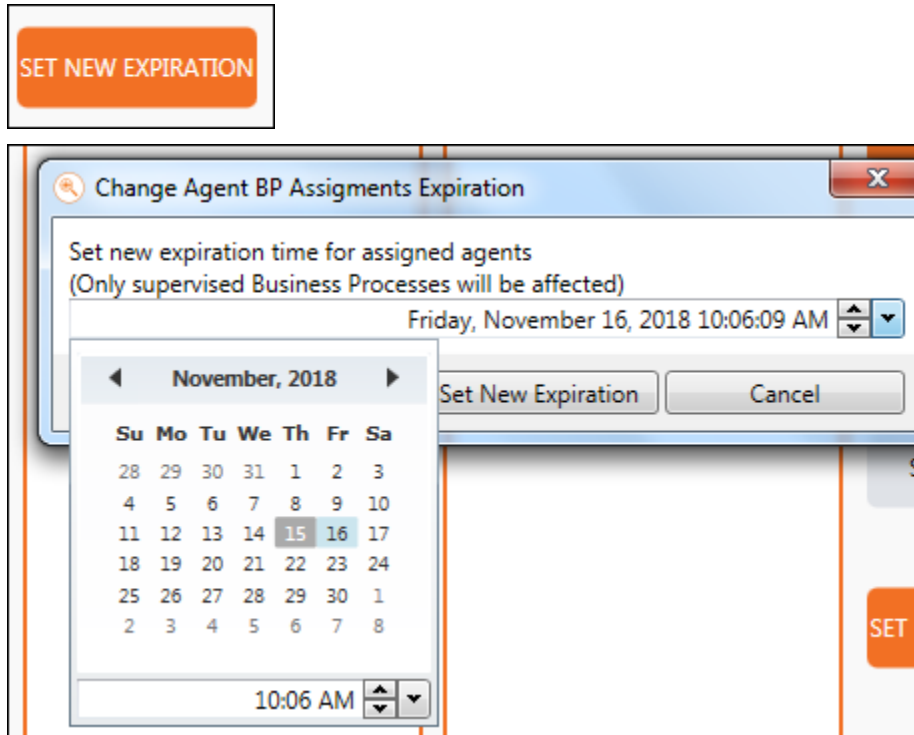 SET NEW EXPIRATION
Change Agent BP Assigments Expiration
Set new expiration time for assigned agents
(Only supervised Business Processes will be affected)
Friday, November 16, 2018 10:06:09 AM
November, 2018
Set New Expiration Cancel
Su Mo Tu We Th Fr Sa
28 29 30 31 1 2 3
4 5 6 7 8 9 10
11 12 13 14 15 16 17
18 19 20 21 22 23 24
25 26 27 28 29 30 1
2 3 4 5 6 7 8
SET
10:06 AM